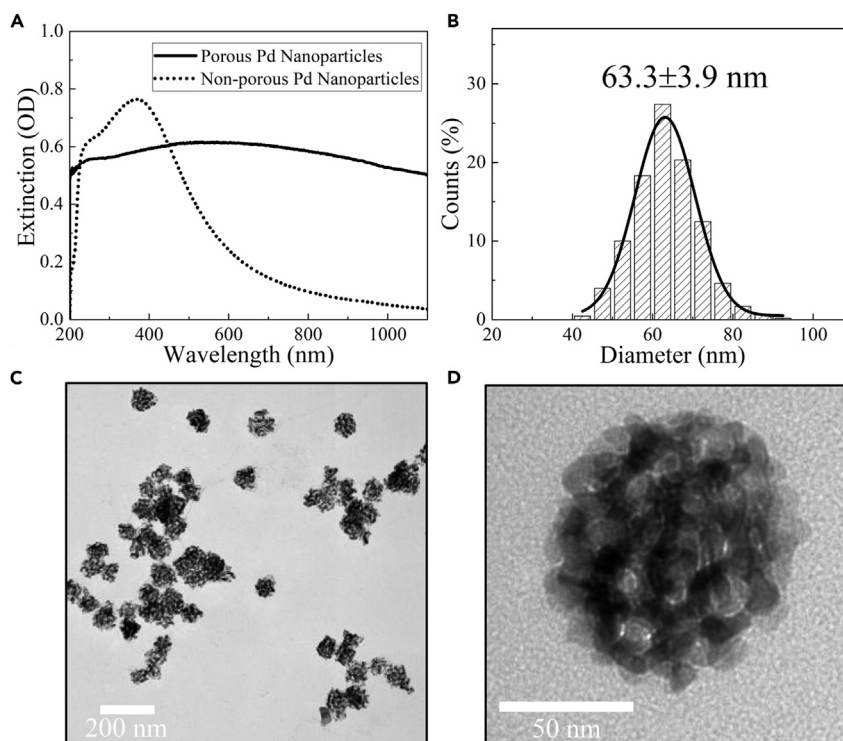 A
Extinction (OD)
1.0
0.8
0.6
0.4
0.2
0.0
Porous Pd Nanoparticles
Non-porous Pd Nanoparticles
200 400 600 800 1000
Wavelength (nm)
B
Counts (%)
30
20
10
0
63.3±3.9 nm
20 40 60 80 100
Diameter (nm)
C
200 nm
D
50 nm